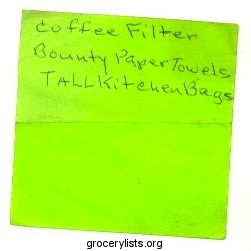 Coffee Filter
Bounty Paper Towels
TALL Kitchen Bags
grocerylists.org